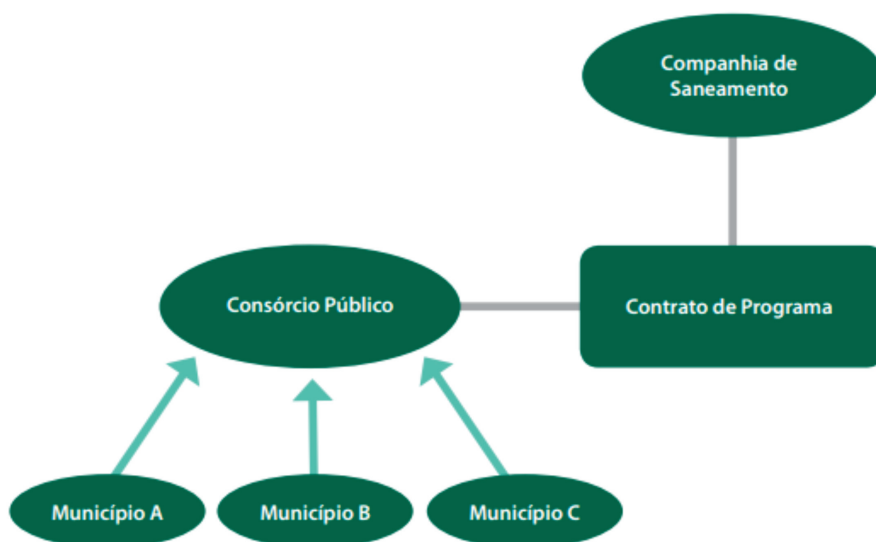 Companhia de
Saneamento
Consórcio Público
Contrato de Programa
Município A
Município B
Município C